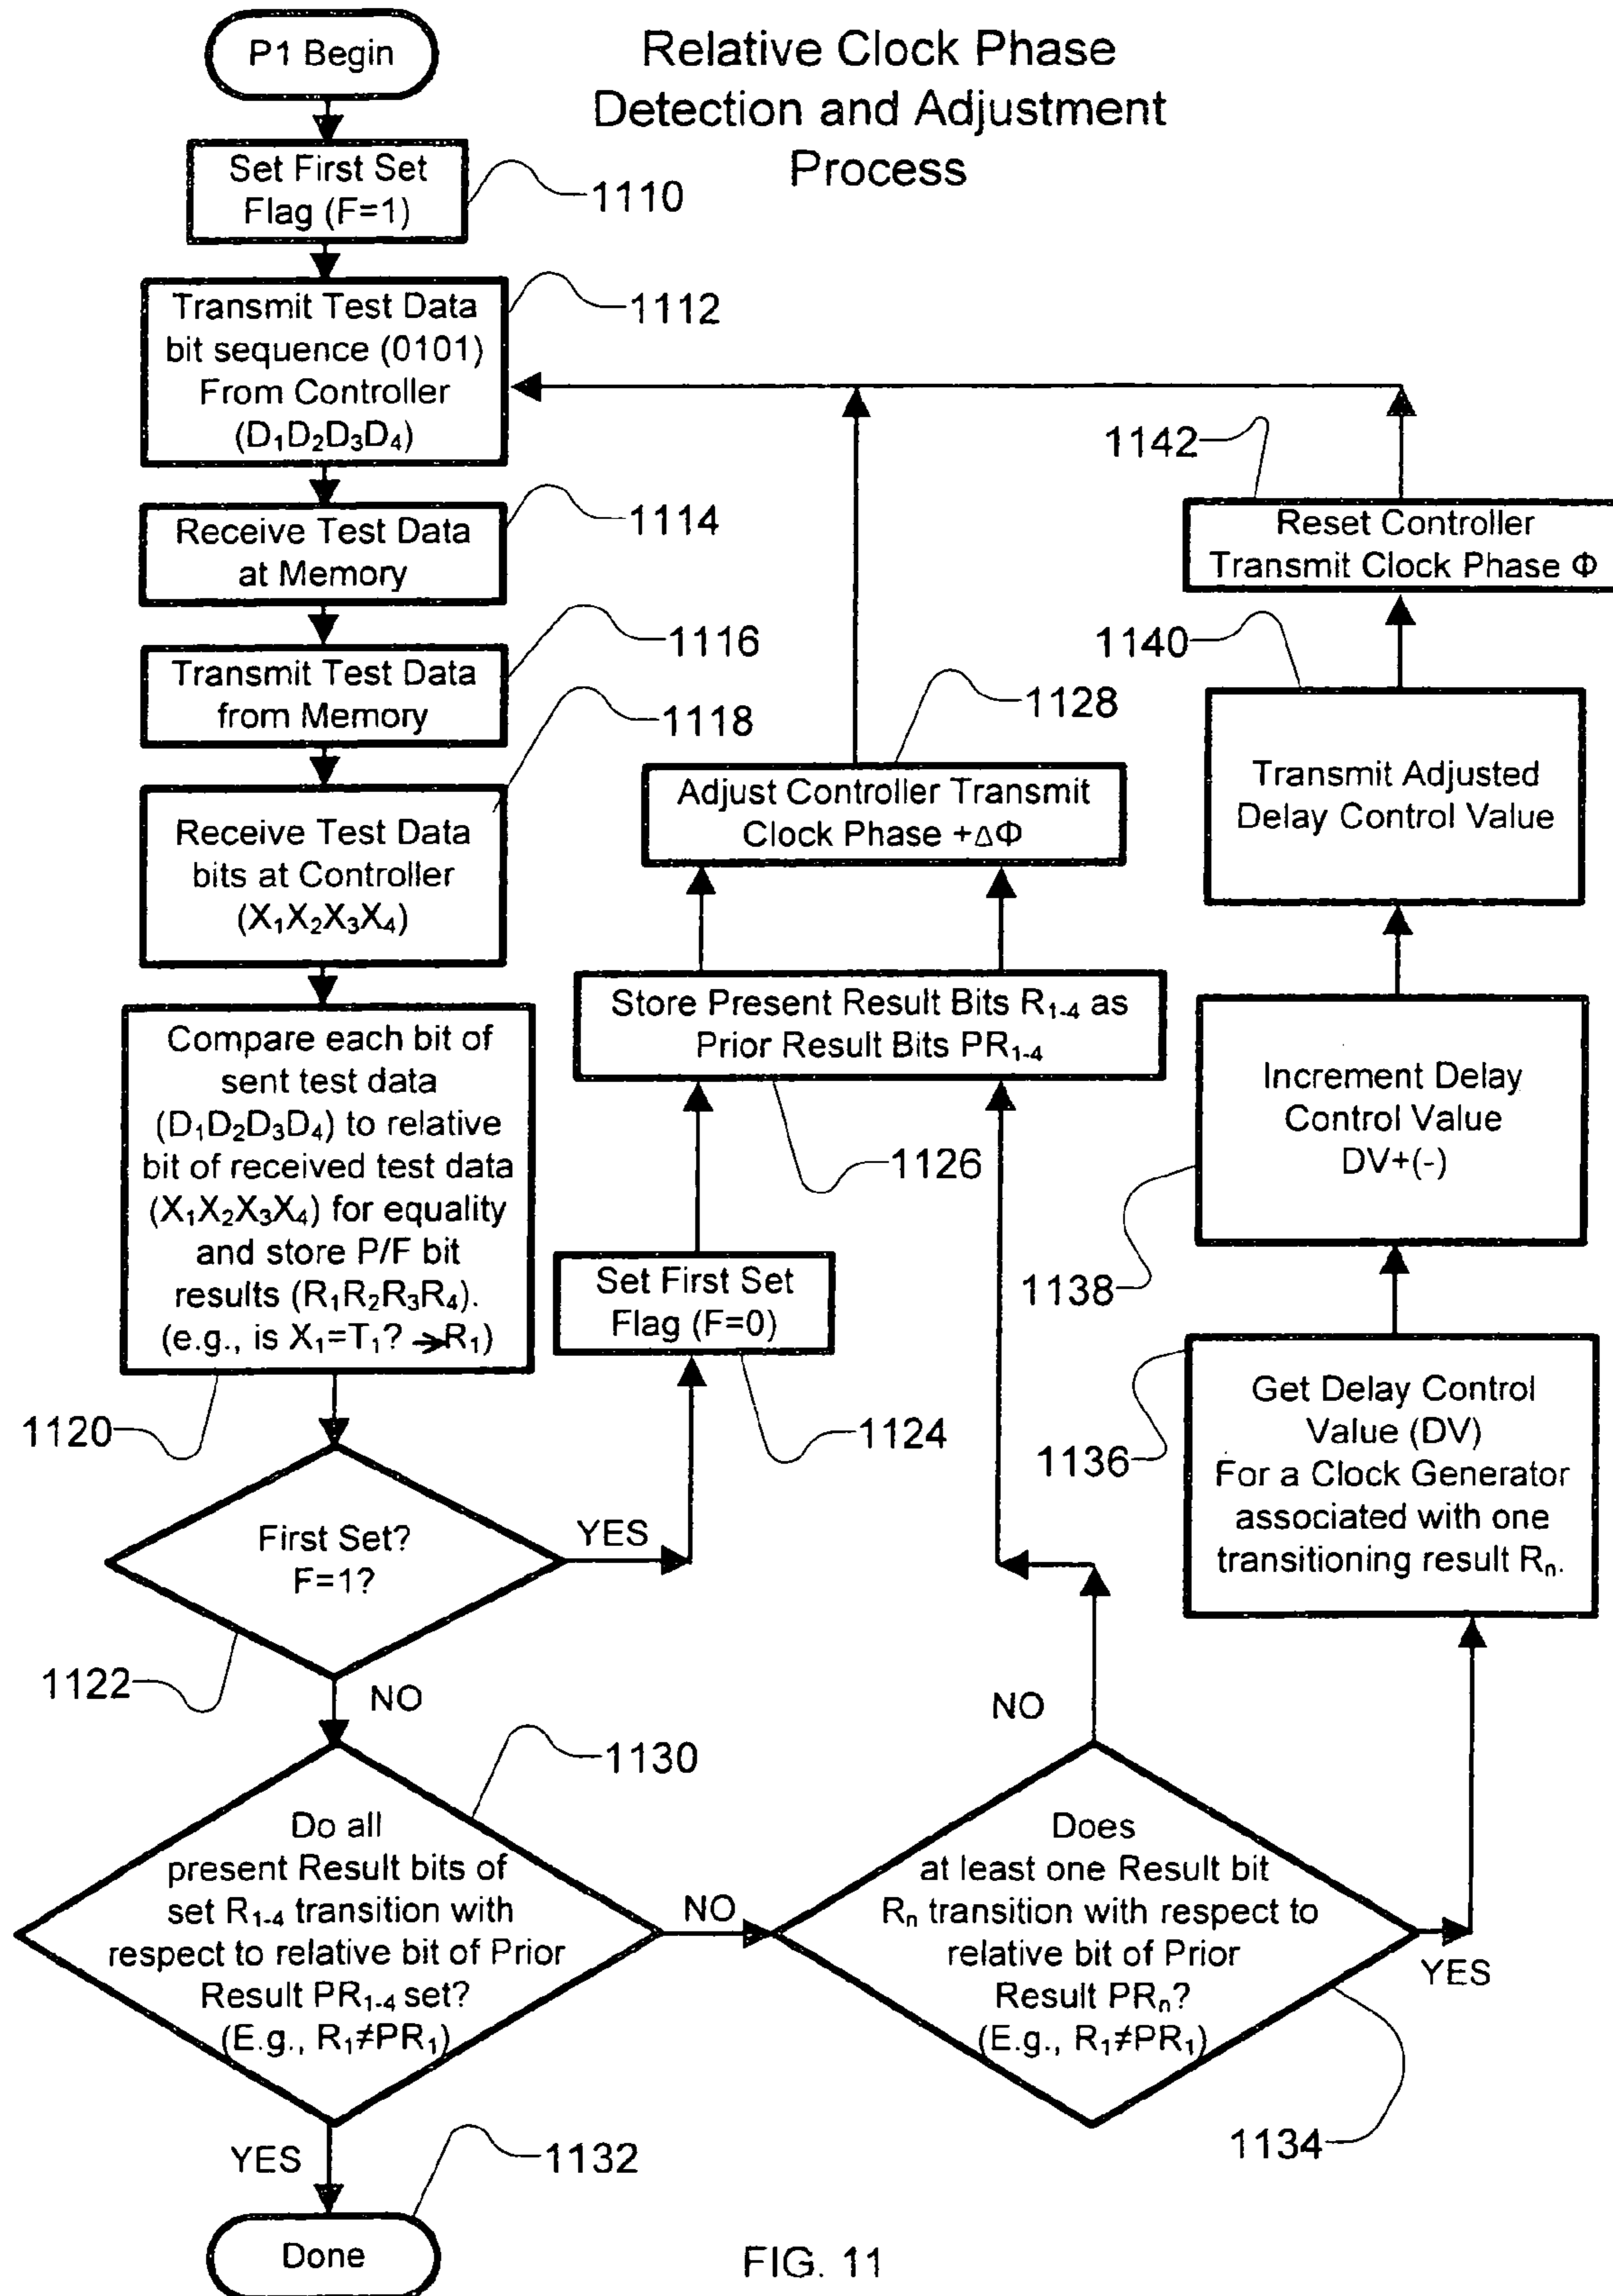 P1 Begin
Relative Clock Phase
Detection and Adjustment
Process
Set First Set
Flag (F=1)
1110
Transmit Test Data
bit sequence (0101)
From Controller
(D₁D₂D₃D₄)
1112
Receive Test Data
at Memory
1114
Transmit Test Data
from Memory
1116
Receive Test Data
bits at Controller
(X₁X₂X₃X₄)
1118
Compare each bit of
sent test data
(D₁D₂D₃D₄) to relative
bit of received test data
(X₁X₂X₃X₄) for equality
and store P/F bit
results (R₁R₂R₃R₄).
(e.g., is X₁=T₁? →R₁)
1120
First Set?
F=1?
1122
YES
NO
Set First Set
Flag (F=0)
1124
Store Present Result Bits R₁₋₄ as
Prior Result Bits PR₁₋₄
1126
Adjust Controller Transmit
Clock Phase +ΔΦ
1128
Do all
present Result bits of
set R₁₋₄ transition with
respect to relative bit of Prior
Result PR₁₋₄ set?
(E.g., R₁≠PR₁)
1130
NO
YES
Done
1132
Does
at least one Result bit
Rₙ transition with respect to
relative bit of Prior
Result PRₙ?
(E.g., R₁≠PR₁)
1134
NO
YES
Get Delay Control
Value (DV)
For a Clock Generator
associated with one
transitioning result Rₙ.
1136
Increment Delay
Control Value
DV+(-)
1138
Transmit Adjusted
Delay Control Value
1140
Reset Controller
Transmit Clock Phase Φ
1142
FIG. 11